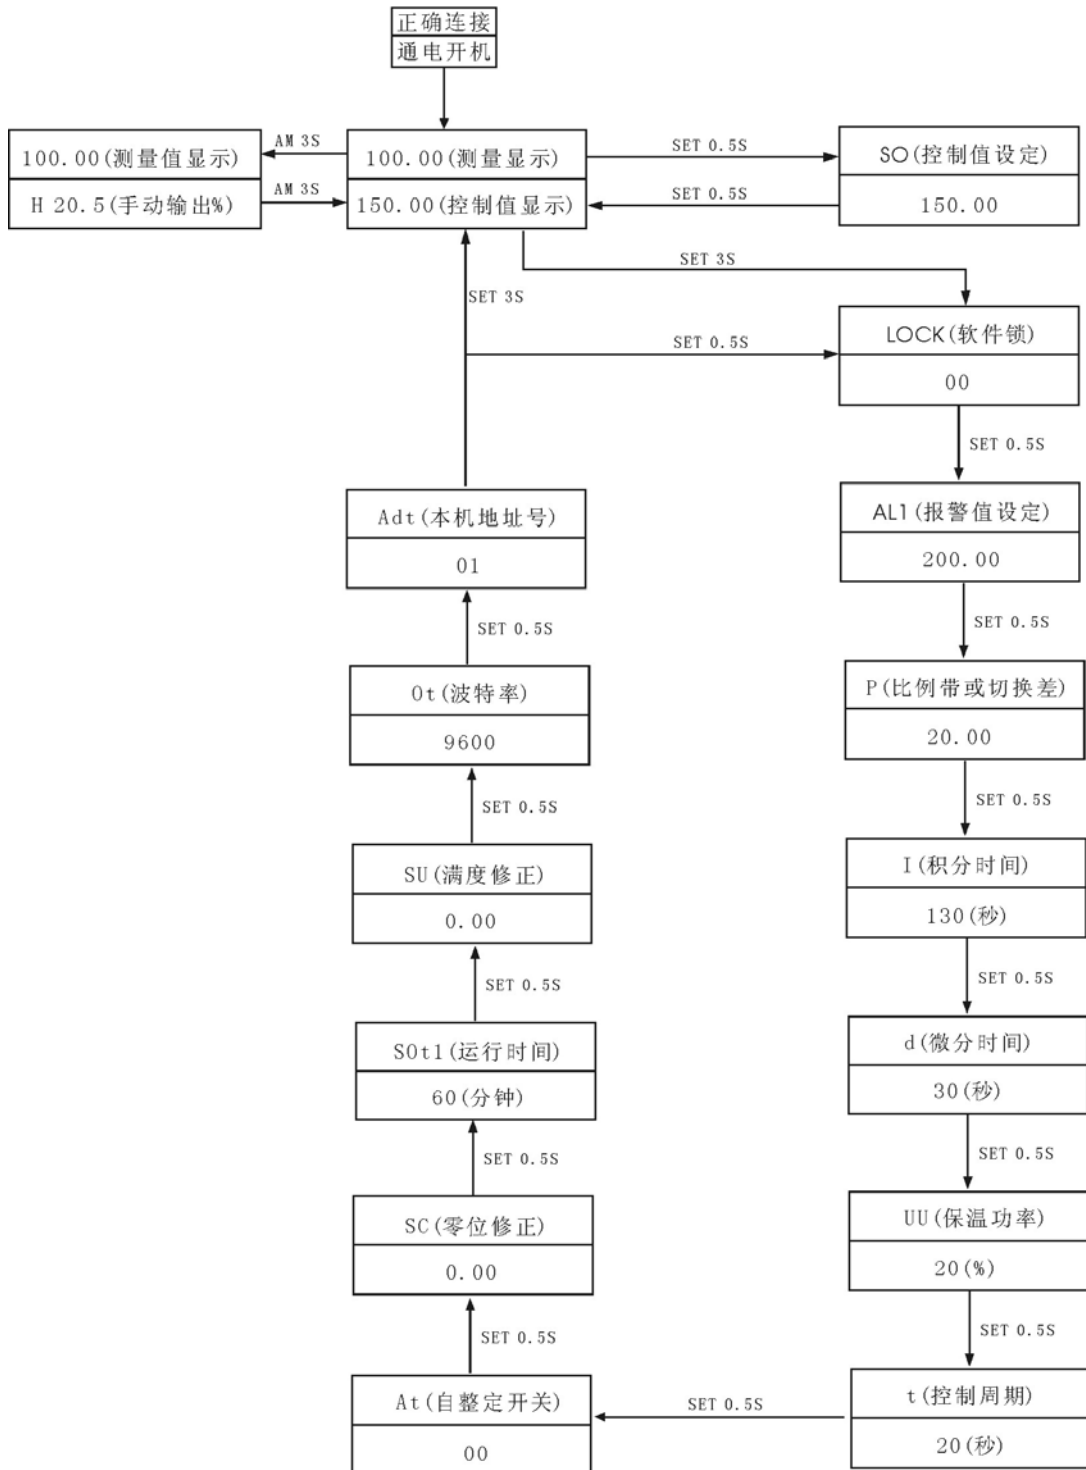 正确连接
通电开机
AM 3S
SET 0.5S
100.00(测量值显示)
100.00(测量显示)
SO(控制值设定)
AM 3S
SET 0.5S
H 20.5(手动输出%)
150.00(控制值显示)
150.00
SET 3S
SET 3S
LOCK(软件锁)
SET 0.5S
00
SET 0.5S
Adt(本机地址号)
AL1(报警值设定)
01
200.00
SET 0.5S
SET 0.5S
Ot(波特率)
P(比例带或切换差)
9600
20.00
SET 0.5S
SET 0.5S
SU(满度修正)
I(积分时间)
0.00
130(秒)
SET 0.5S
SET 0.5S
SOt1(运行时间)
d(微分时间)
60(分钟)
30(秒)
SET 0.5S
SET 0.5S
SC(零位修正)
UU(保温功率)
0.00
20(%)
SET 0.5S
SET 0.5S
At(自整定开关)
SET 0.5S
t(控制周期)
00
20(秒)